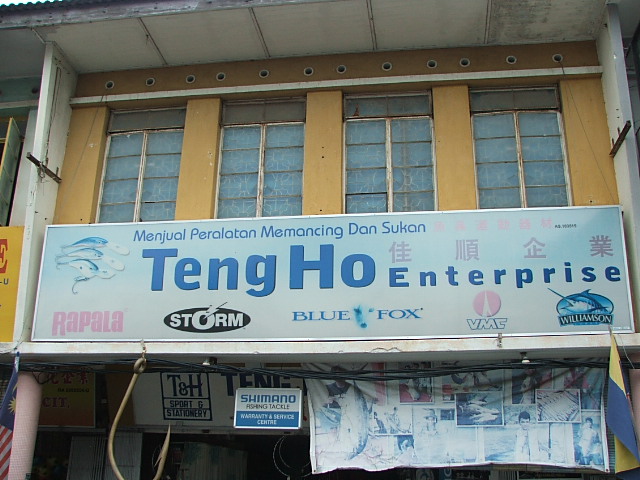 Menjual Peralatan Memancing Dan Sukan
Teng Ho Enterprise
佳順企業
Rapala
STORM
BLUE FOX
VMC
WILLIAMSON
T&H
SPORT &
STATIONERY
TENG
SHIMANO
FISHING TACKLE
WARRANTY & SERVICE
CENTRE